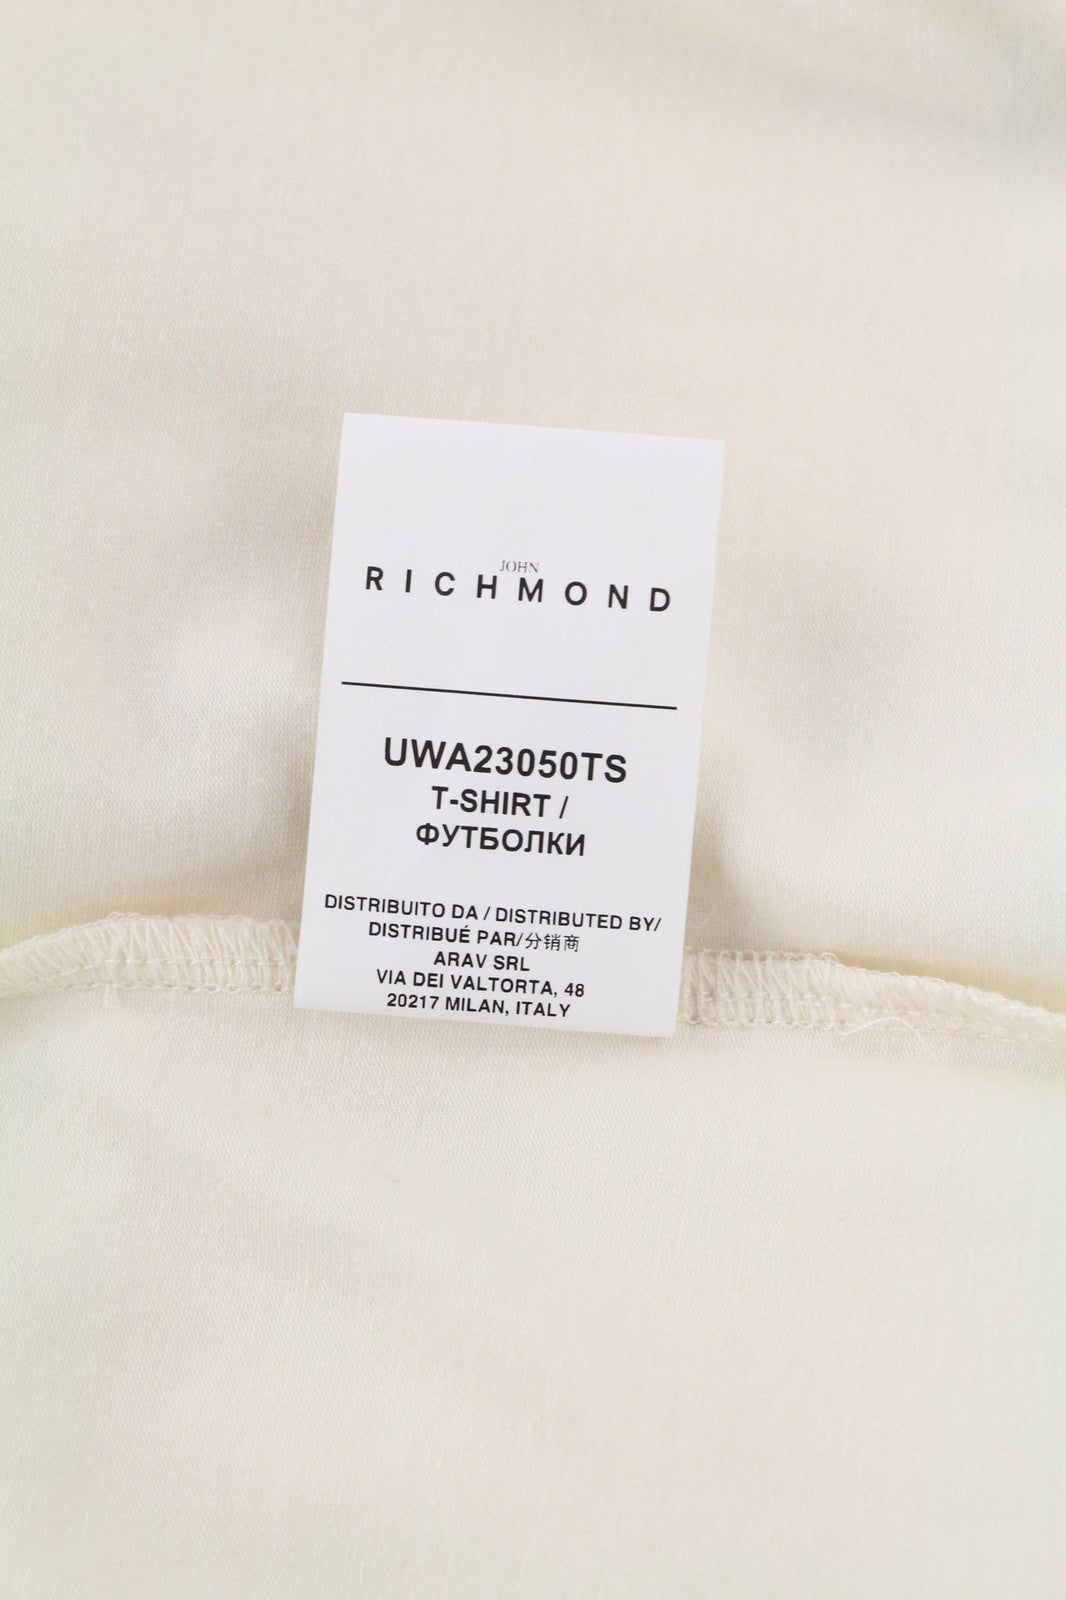 JOHN
RICHMOND
UWA23050TS
T-SHIRT /
ФУТБОЛКИ
DISTRIBUITO DA / DISTRIBUTED BY/
DISTRIBUÉ PAR/分销商
ARAV SRL
VIA DEI VALTORTA, 48
20217 MILAN, ITALY